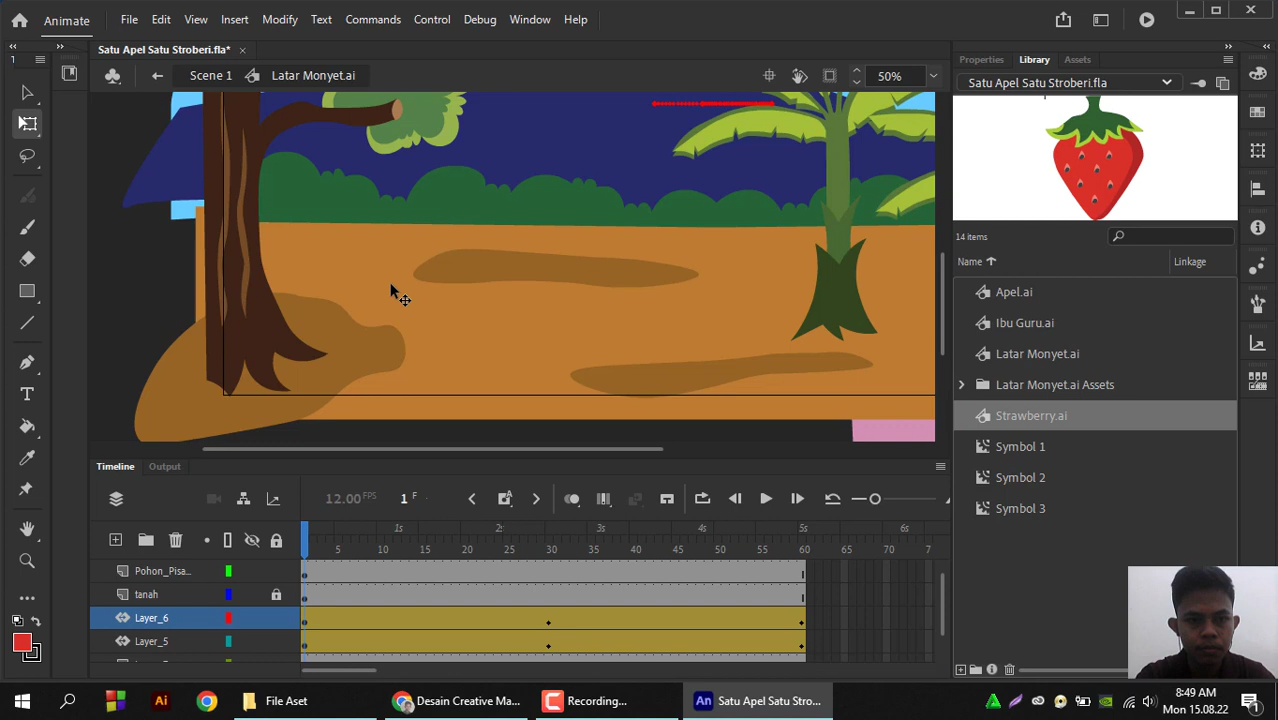 Animate
File Edit View Insert Modify Text Commands Control Debug Window Help
1
Satu Apel Satu Stroberi.fla*
Scene 1 Latar Monyet.ai 50%
Properties Library Assets
Satu Apel Satu Stroberi.fla
14 items
Name Linkage
Apel.ai
Ibu Guru.ai
Latar Monyet.ai
Latar Monyet.ai Assets
Strawberry.ai
Symbol 1
Symbol 2
Symbol 3
Timeline Output
12.00 FPS 1 F
1s 2s 3s 4s 5s 6s
5 10 15 20 25 30 35 40 45 50 55 60 65 70 7
Pohon_Pisa...
tanah
Layer_6
Layer_5
Ai File Aset Desain Creative Ma... Recording... An Satu Apel Satu Stro...
8:49 AM
Mon 15.08.22